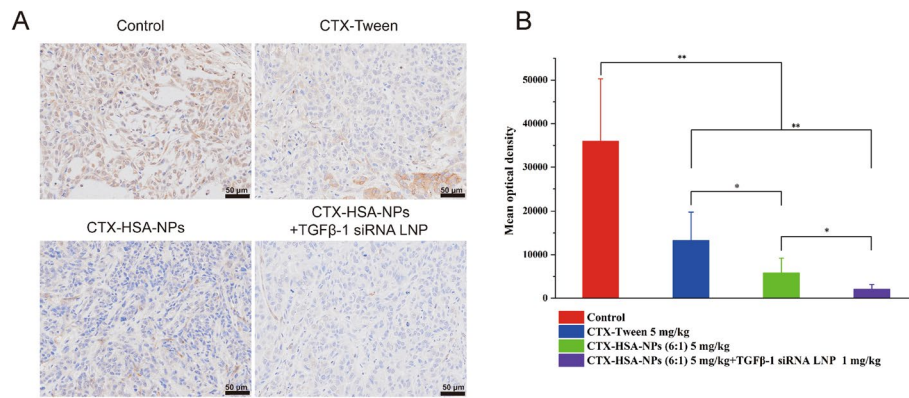 A
Control
CTX-Tween
50 μm
50 μm
CTX-HSA-NPs
CTX-HSA-NPs
+TGFβ-1 siRNA LNP
50 μm
50 μm
B
Mean optical density
50000
40000
30000
20000
10000
0
**
**
*
*
Control
CTX-Tween 5 mg/kg
CTX-HSA-NPs (6:1) 5 mg/kg
CTX-HSA-NPs (6:1) 5 mg/kg+TGFβ-1 siRNA LNP 1 mg/kg